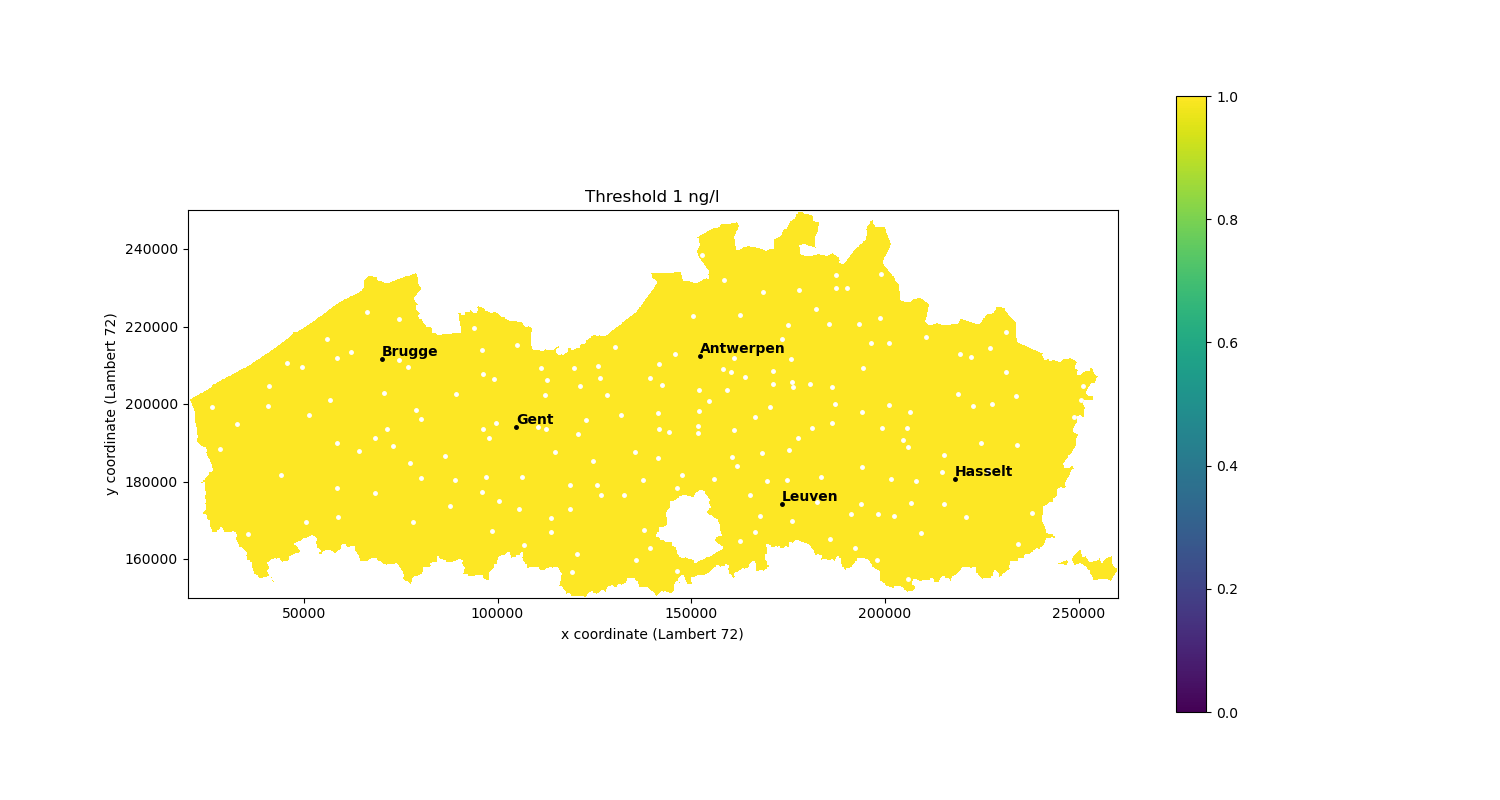 Threshold 1 ng/l
240000
220000
200000
180000
160000
y coordinate (Lambert 72)
Brugge
Antwerpen
Gent
Hasselt
Leuven
50000
100000
150000
200000
250000
x coordinate (Lambert 72)
1.0
0.8
0.6
0.4
0.2
0.0